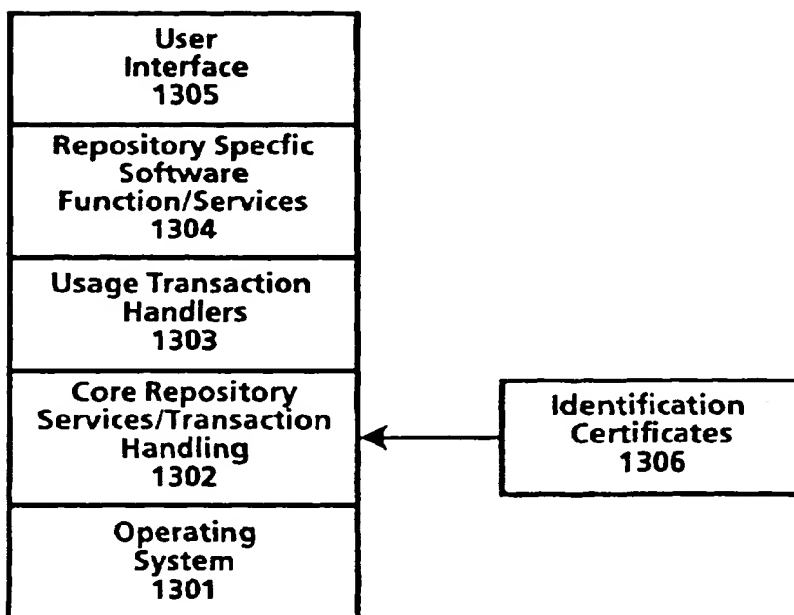 User
Interface
1305
Repository Specfic
Software
Function/Services
1304
Usage Transaction
Handlers
1303
Core Repository
Services/Transaction
Handling
1302
Identification
Certificates
1306
Operating
System
1301